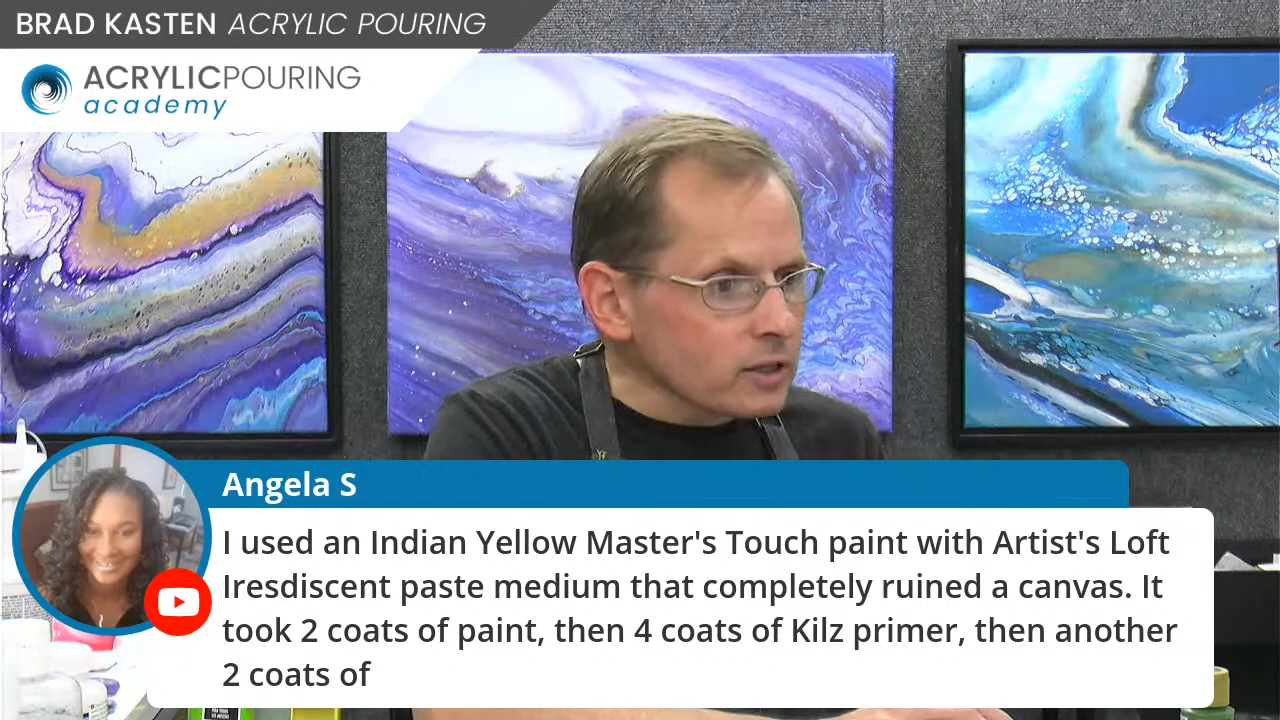 BRAD KASTEN ACRYLIC POURING
ACRYLICPOURING
academy
Angela S
I used an Indian Yellow Master's Touch paint with Artist's Loft
Iresdiscent paste medium that completely ruined a canvas. It
took 2 coats of paint, then 4 coats of Kilz primer, then another
2 coats of